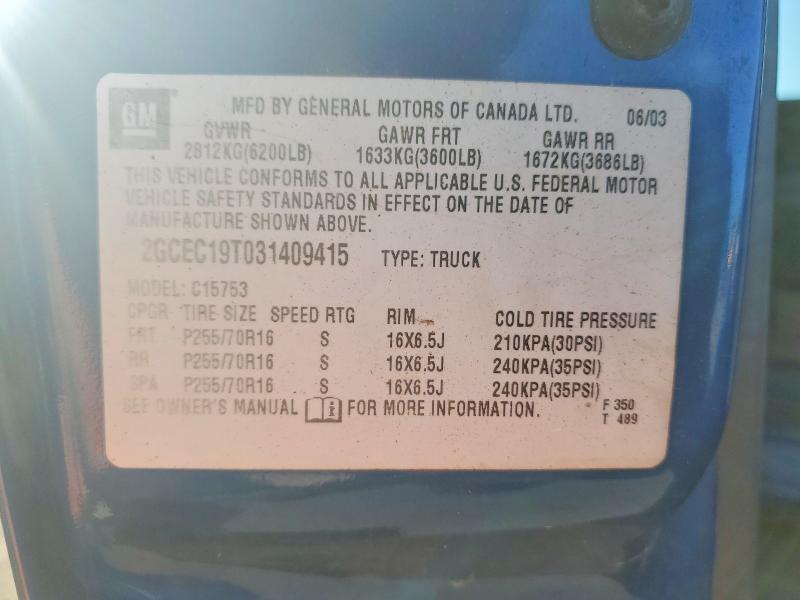 GM
MFD BY GENERAL MOTORS OF CANADA LTD. 06/03
GVWR GAWR FRT GAWR RR
2812KG(6200LB) 1633KG(3600LB) 1672KG(3686LB)
THIS VEHICLE CONFORMS TO ALL APPLICABLE U.S. FEDERAL MOTOR
VEHICLE SAFETY STANDARDS IN EFFECT ON THE DATE OF
MANUFACTURE SHOWN ABOVE.
2GCEC19T031409415 TYPE: TRUCK
MODEL: C15753
CPGR TIRE SIZE SPEED RTG RIM COLD TIRE PRESSURE
FRT P255/70R16 S 16X6.5J 210KPA(30PSI)
RR P255/70R16 S 16X6.5J 240KPA(35PSI)
SPA P255/70R16 S 16X6.5J 240KPA(35PSI)
SEE OWNER'S MANUAL FOR MORE INFORMATION.
F 350
T 489